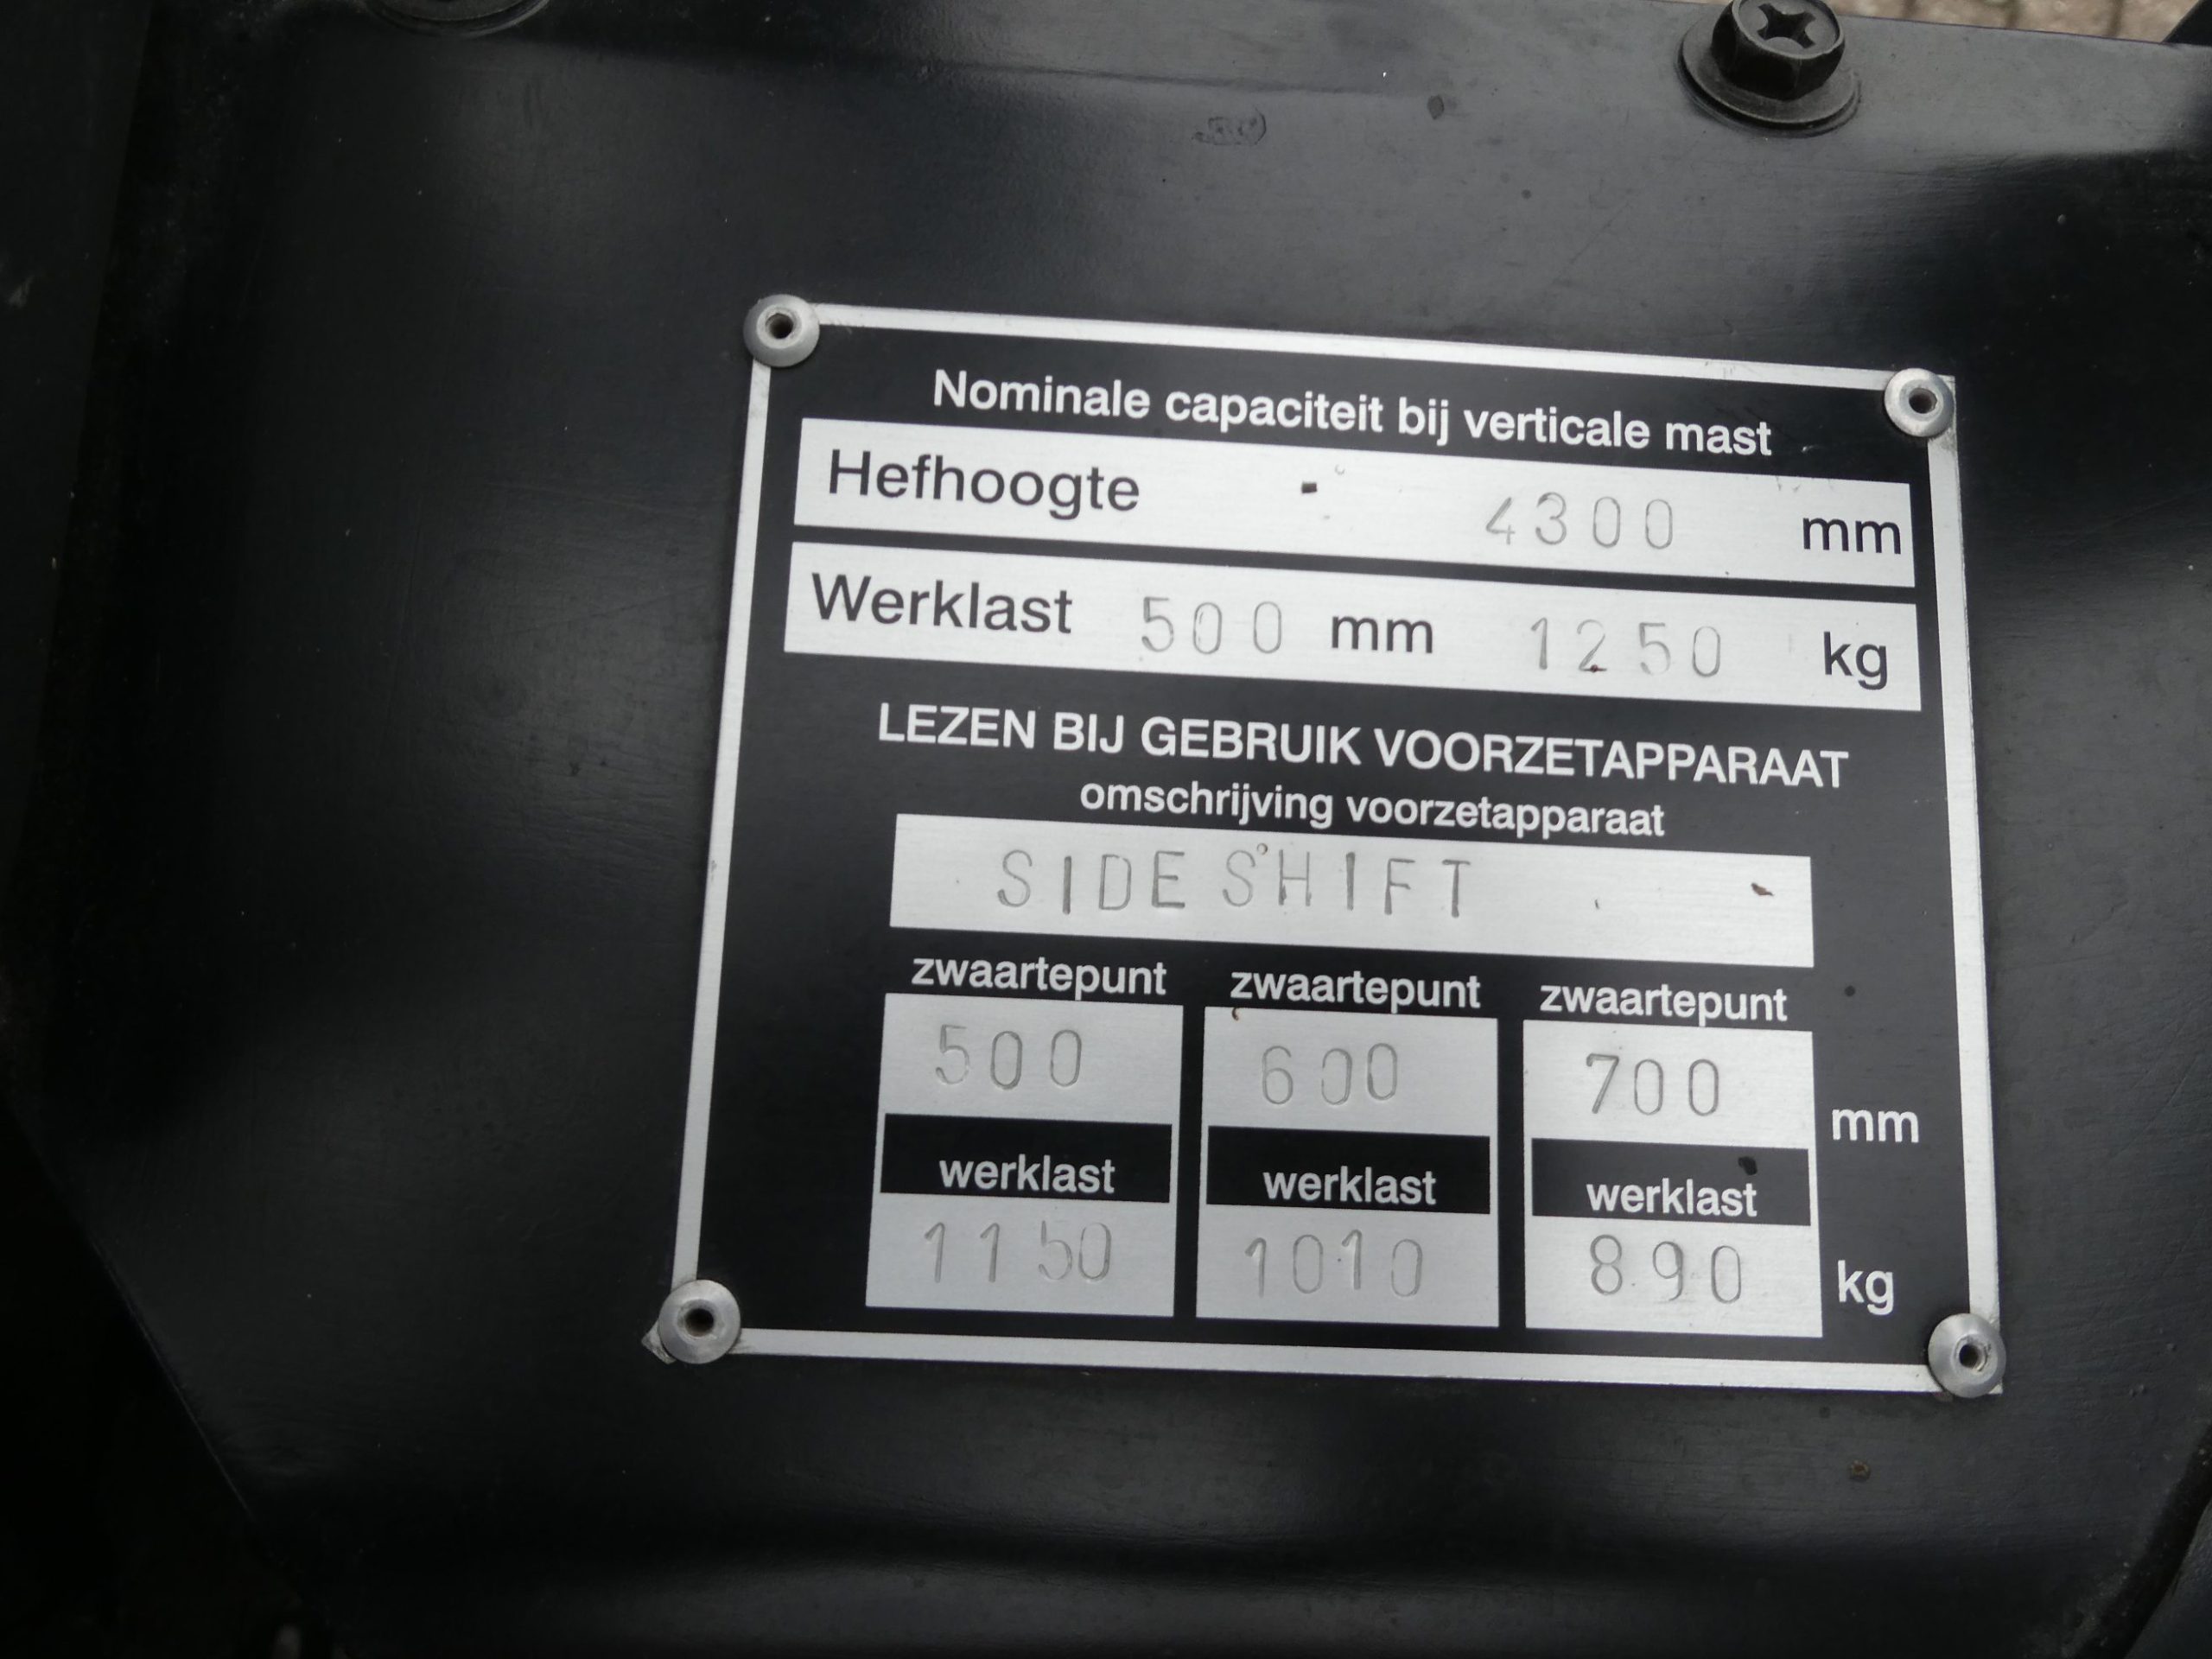 Nominale capaciteit bij verticale mast
Hefhoogte - 4300 mm
Werklast 500 mm 1250 kg
LEZEN BIJ GEBRUIK VOORZETAPPARAAT
omschrijving voorzetapparaat
SIDE SHIFT
zwaartepunt zwaartepunt zwaartepunt
500 600 700 mm
werklast werklast werklast
1150 1010 890 kg